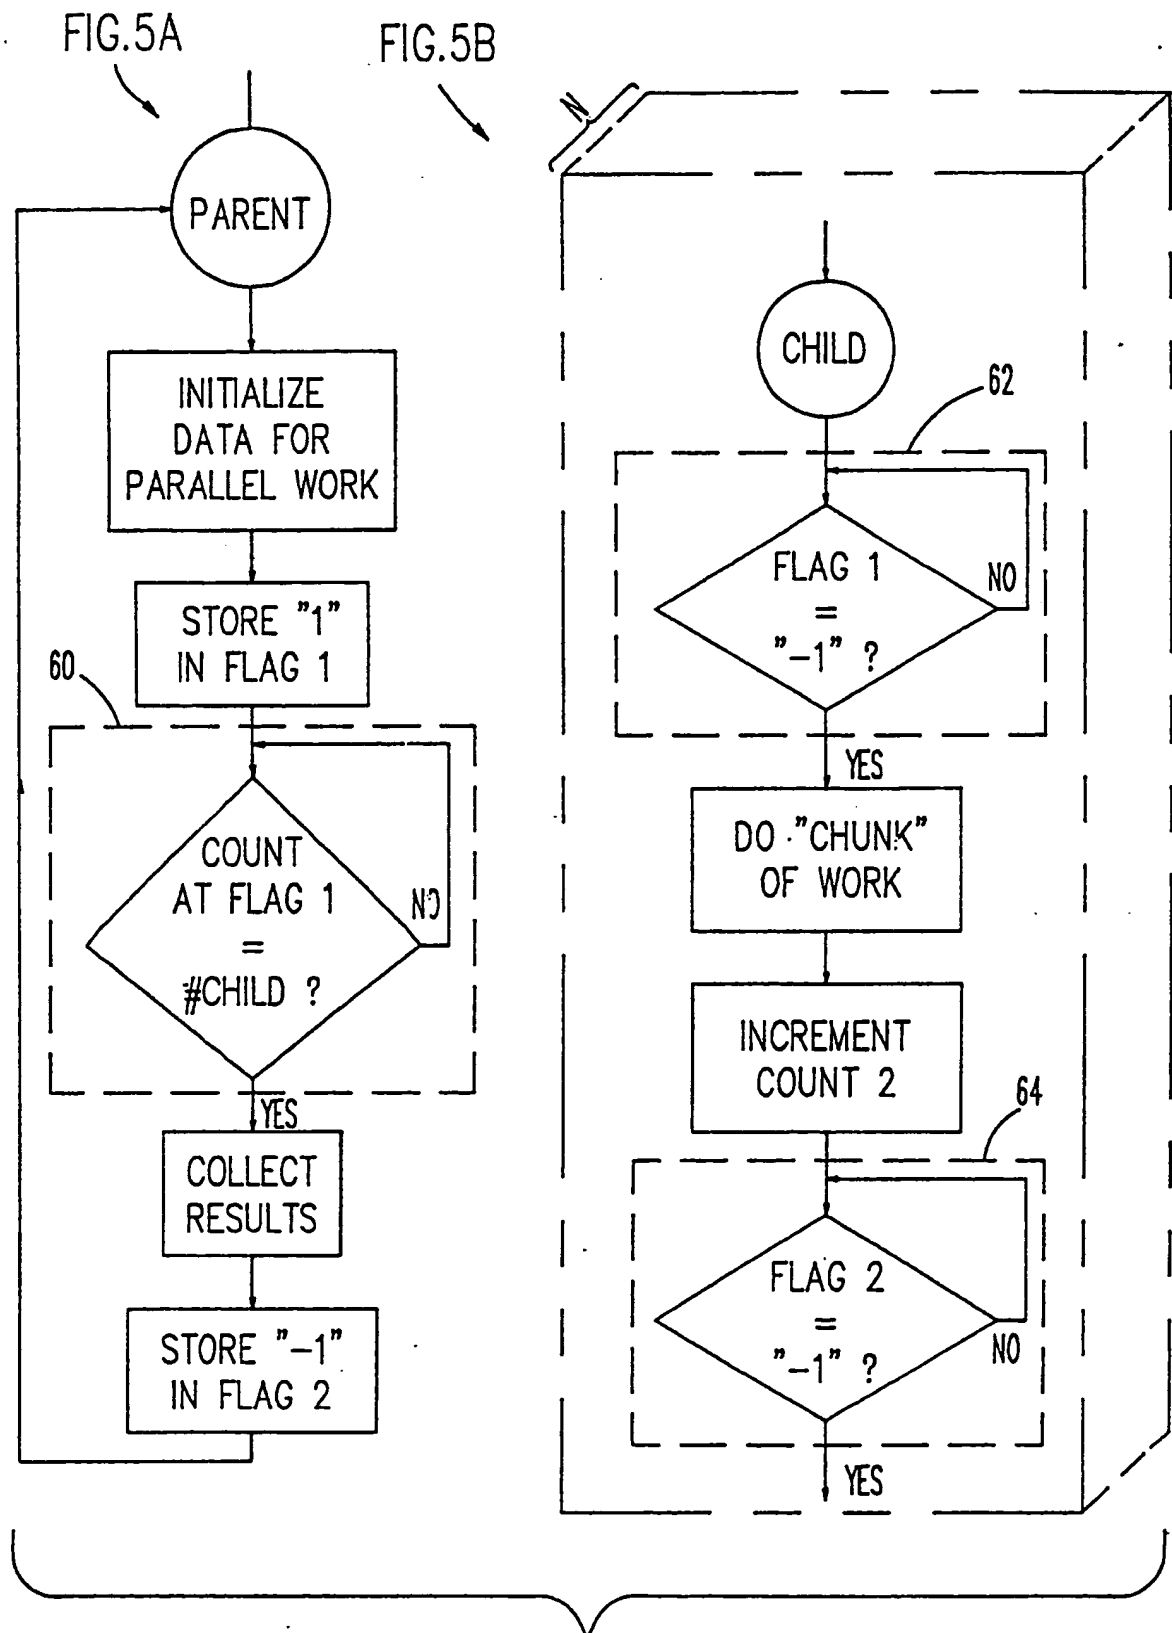 FIG.5A
PARENT
INITIALIZE
DATA FOR
PARALLEL WORK
STORE "1"
IN FLAG 1
60
COUNT
AT FLAG 1
=
#CHILD ?
NO
YES
COLLECT
RESULTS
STORE "-1"
IN FLAG 2
FIG.5B
N
CHILD
62
FLAG 1
=
"-1" ?
NO
YES
DO "CHUNK"
OF WORK
INCREMENT
COUNT 2
64
FLAG 2
=
"-1" ?
NO
YES